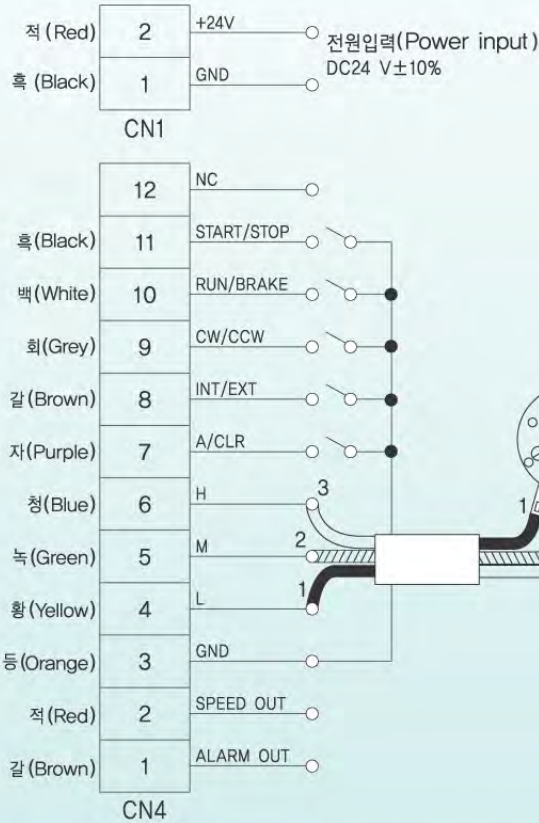 적(Red) 2 +24V
전원입력(Power input)
DC24 V±10%
흑 (Black) 1 GND
CN1
12 NC
흑(Black) 11 START/STOP
백(White) 10 RUN/BRAKE
회(Grey) 9 CW/CCW
갈(Brown) 8 INT/EXT
자(Purple) 7 A/CLR
청(Blue) 6 H 3
1
녹(Green) 5 M 2
황(Yellow) 4 L 1
등(Orange) 3 GND
적(Red) 2 SPEED OUT
갈(Brown) 1 ALARM OUT
CN4